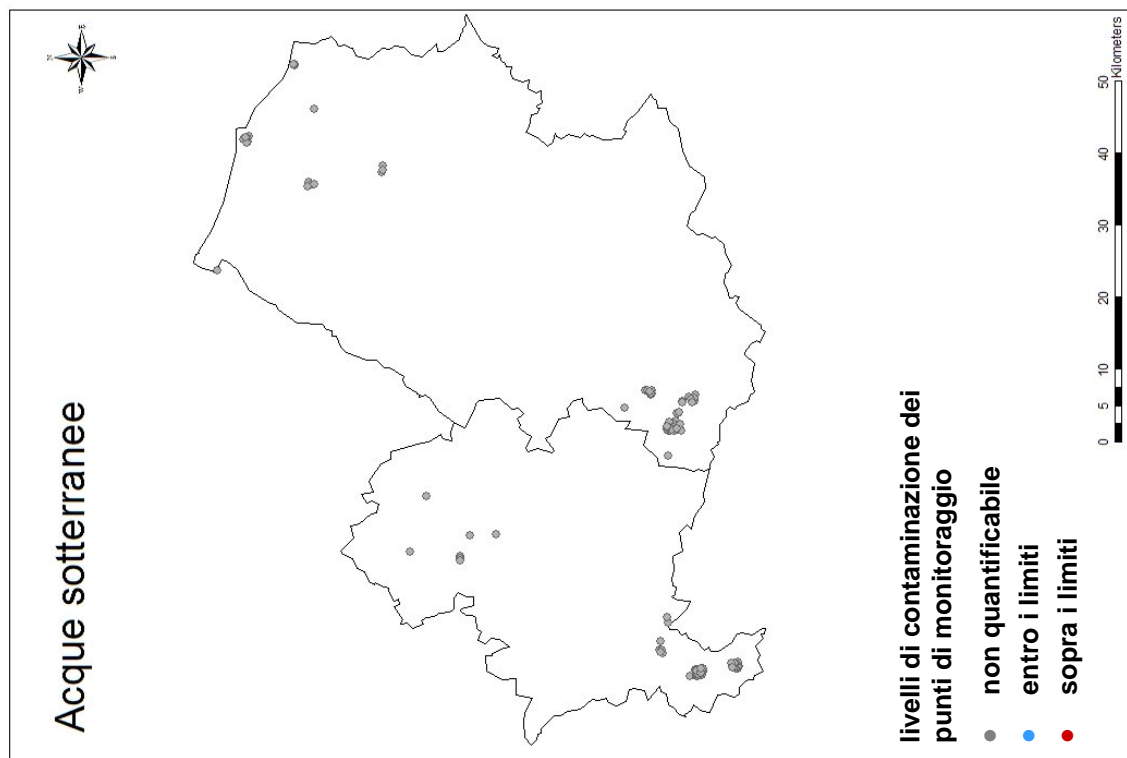 Acque sotterranee
N
E
S
W
livelli di contaminazione dei
punti di monitoraggio
non quantificabile
entro i limiti
sopra i limiti
0 5 10 20 30 40 50
Kilometers